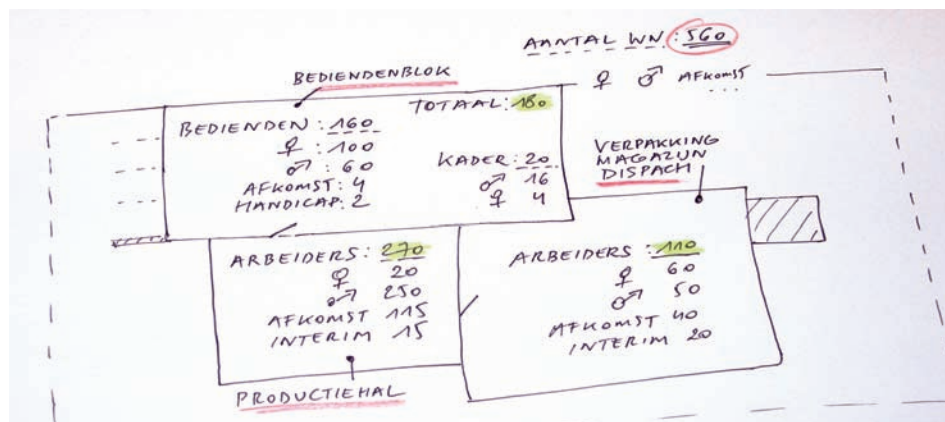 AANTAL WN : 560
♀ ♂ AFKOMST
...
BEDIENDENBLOK
TOTAAL: 180
BEDIENDEN : 160
♀ : 100
♂ : 60
AFKOMST: 4
HANDICAP: 2
KADER: 20
♂ 16
♀ 4
VERPAKKING
MAGAZIJN
DISPACH
ARBEIDERS: 270
♀ 20
♂ 250
AFKOMST 115
INTERIM 15
PRODUCTIEHAL
ARBEIDERS: 110
♀ 60
♂ 50
AFKOMST 40
INTERIM 20